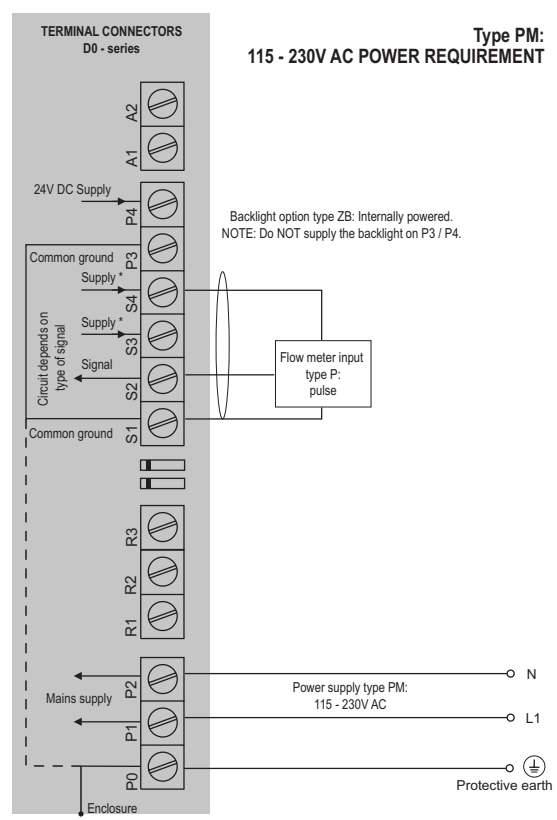 TERMINAL CONNECTORS
D0 - series
Type PM:
115 - 230V AC POWER REQUIREMENT
A2
A1
24V DC Supply
P4
Backlight option type ZB: Internally powered.
NOTE: Do NOT supply the backlight on P3 / P4.
Common ground
P3
Supply *
S4
Supply *
S3
Circuit depends on
type of signal
Signal
S2
Flow meter input
type P:
pulse
Common ground
S1
R3
R2
R1
P2
N
Mains supply
Power supply type PM:
115 - 230V AC
P1
L1
P0
Protective earth
Enclosure